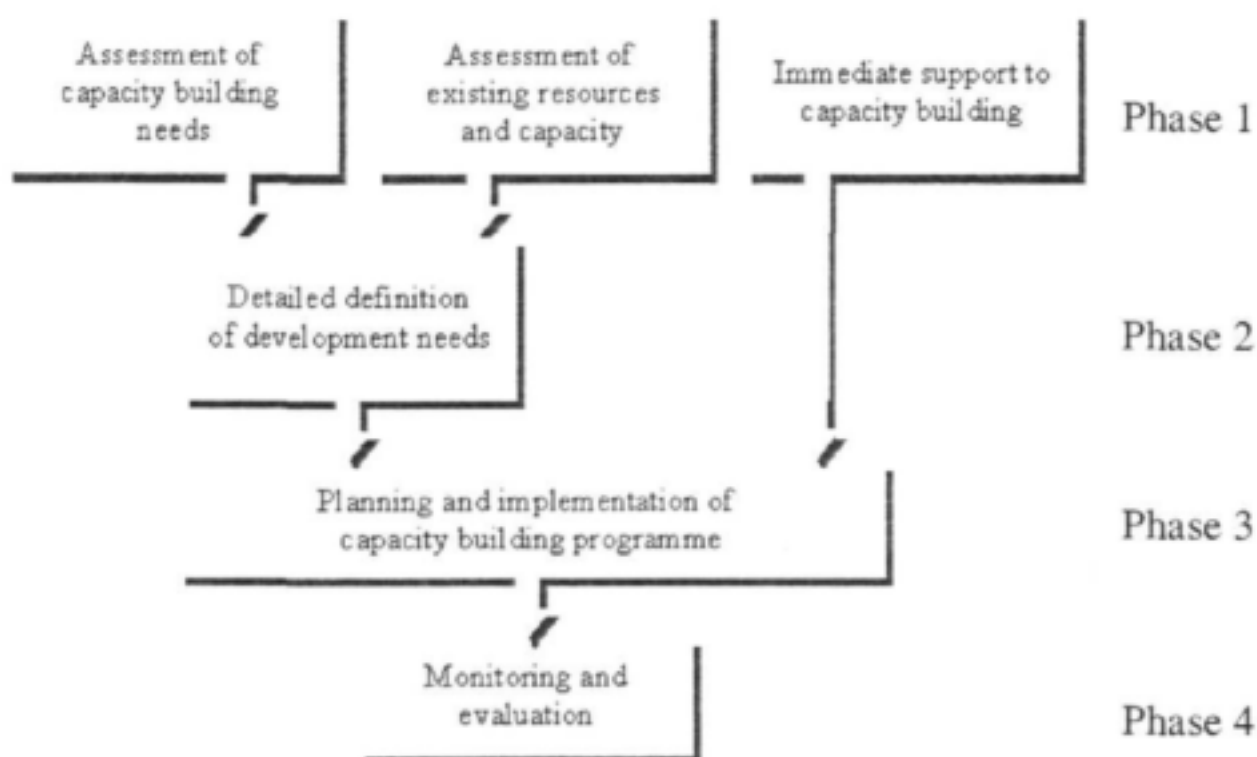 Assessment of
capacity building
needs
Assessment of
existing resources
and capacity
Immediate support to
capacity building
Phase 1
Detailed definition
of development needs
Phase 2
Planning and implementation of
capacity building programme
Phase 3
Monitoring and
evaluation
Phase 4